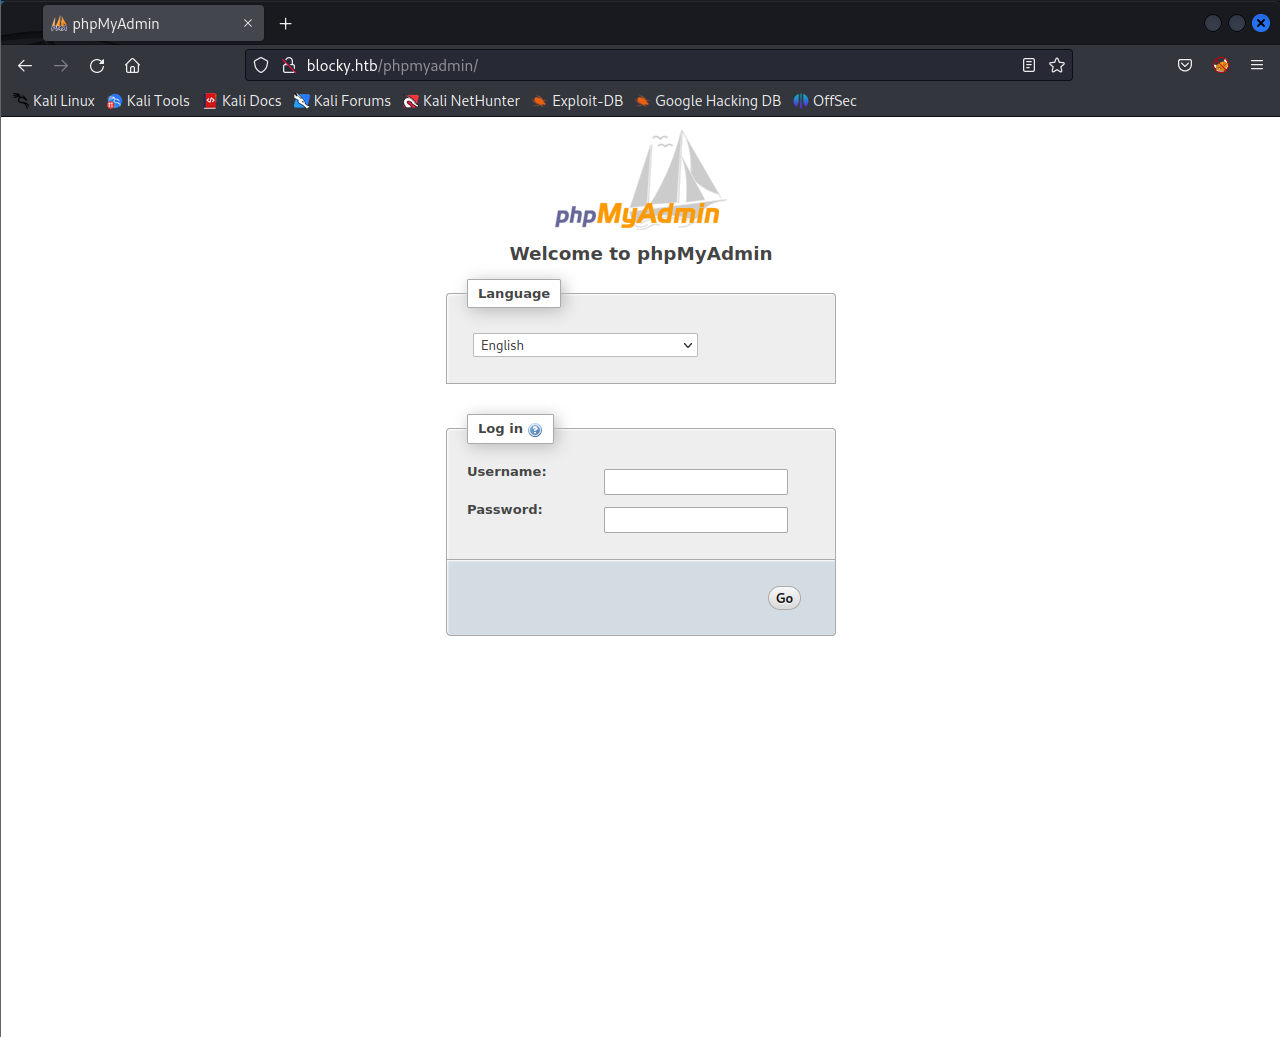 phpMyAdmin
blocky.htb/phpmyadmin/
Kali Linux Kali Tools Kali Docs Kali Forums Kali NetHunter Exploit-DB Google Hacking DB OffSec
phpMyAdmin
Welcome to phpMyAdmin
Language
English
Log in
Username:
Password:
Go